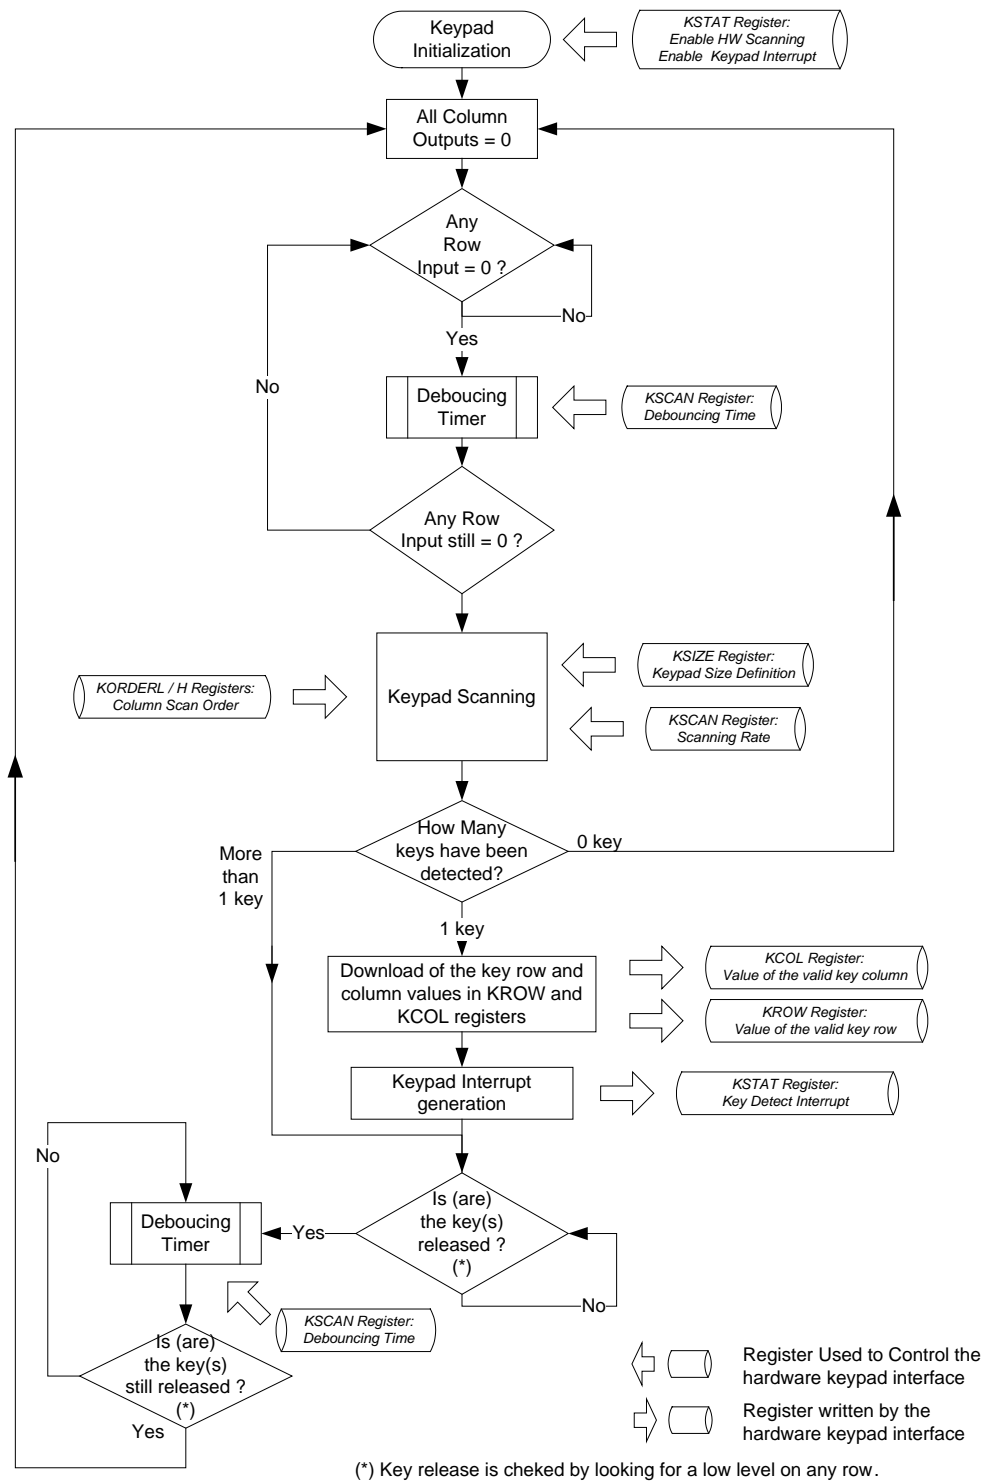 Keypad
Initialization
KSTAT Register:
Enable HW Scanning
Enable Keypad Interrupt
All Column
Outputs = 0
Any
Row
Input = 0 ?
No
Yes
No
Deboucing
Timer
KSCAN Register:
Debouncing Time
Any Row
Input still = 0 ?
KORDERL / H Registers:
Column Scan Order
Keypad Scanning
KSIZE Register:
Keypad Size Definition
KSCAN Register:
Scanning Rate
How Many
keys have been
detected?
0 key
More
than
1 key
1 key
Download of the key row and
column values in KROW and
KCOL registers
KCOL Register:
Value of the valid key column
KROW Register:
Value of the valid key row
Keypad Interrupt
generation
KSTAT Register:
Key Detect Interrupt
No
Deboucing
Timer
Yes
Is (are)
the key(s)
released ?
(*)
No
KSCAN Register:
Debouncing Time
Is (are)
the key(s)
still released ?
(*)
Yes
Register Used to Control the
hardware keypad interface
Register written by the
hardware keypad interface
(*) Key release is cheked by looking for a low level on any row.